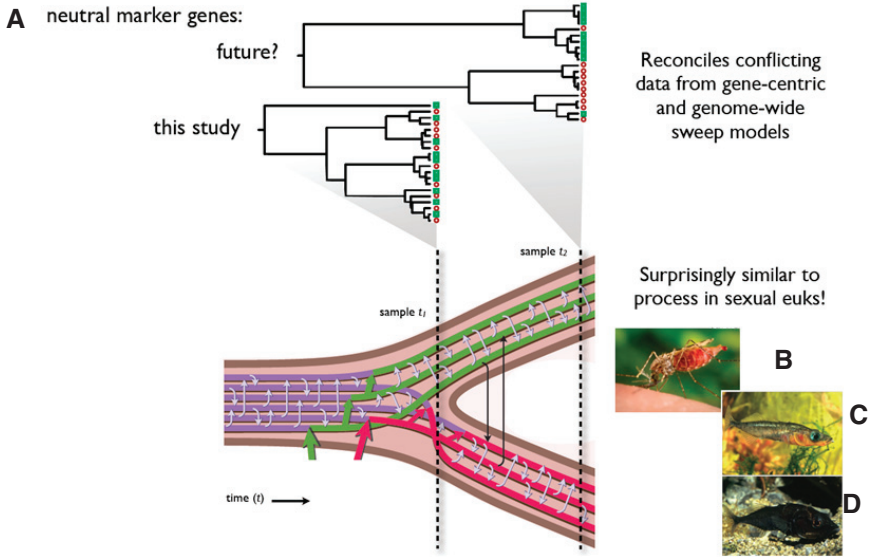 A
neutral marker genes:
future?
this study
Reconciles conflicting
data from gene-centric
and genome-wide
sweep models
sample t₂
sample t₁
Surprisingly similar to
process in sexual euks!
B
C
D
time (t)